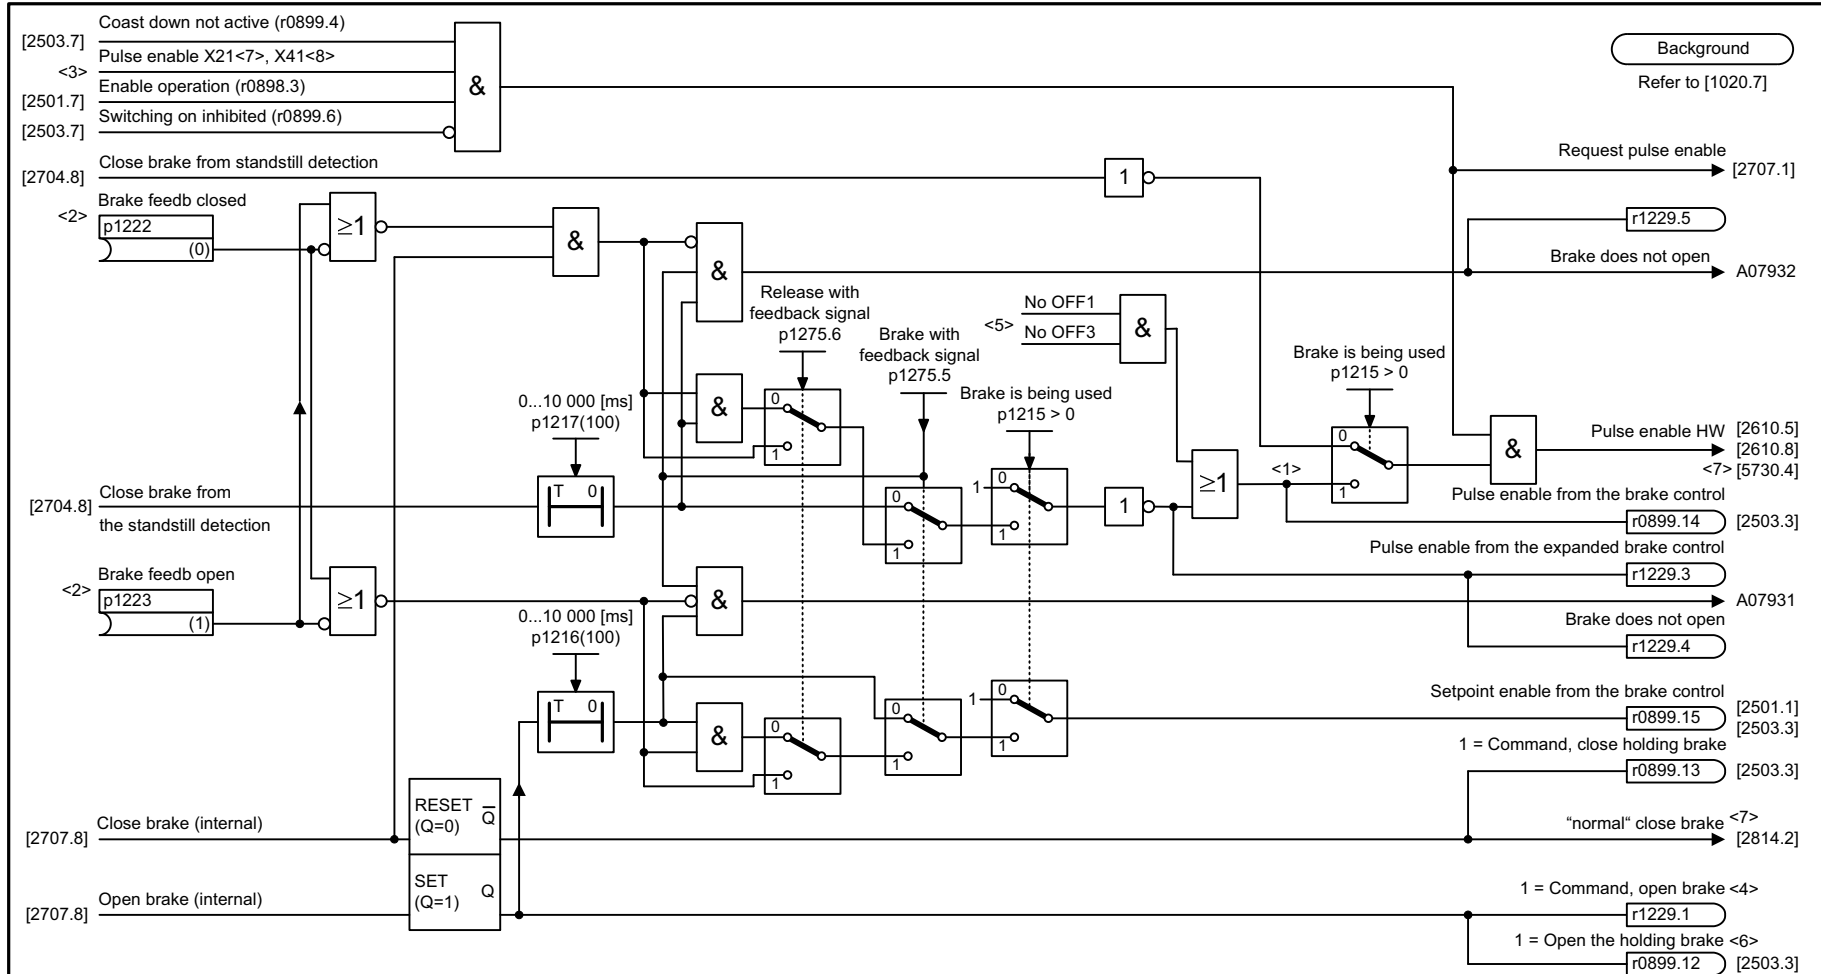 Coast down not active (r0899.4)
[2503.7]
Pulse enable X21<7>, X41<8>
<3>
Enable operation (r0898.3)
[2501.7]
Switching on inhibited (r0899.6)
[2503.7]
&
Background
Refer to [1020.7]
Close brake from standstill detection
[2704.8]
1
Request pulse enable
[2707.1]
Brake feedb closed
<2>
p1222
(0)
≥1
&
&
r1229.5
Brake does not open
A07932
Release with
feedback signal
p1275.6
Brake with
feedback signal
p1275.5
No OFF1
<5>
No OFF3
&
Brake is being used
p1215 > 0
Brake is being used
p1215 > 0
0...10 000 [ms]
p1217(100)
&
0
1
T 0
Close brake from
[2704.8]
the standstill detection
0
1
1
0
1
1
≥1
<1>
0
1
&
Pulse enable HW
[2610.5]
[2610.8]
<7> [5730.4]
Pulse enable from the brake control
r0899.14
[2503.3]
Pulse enable from the expanded brake control
r1229.3
Brake feedb open
<2>
p1223
(1)
≥1
&
A07931
Brake does not open
r1229.4
0...10 000 [ms]
p1216(100)
T 0
&
0
1
0
1
1
0
1
Setpoint enable from the brake control
r0899.15
[2501.1]
[2503.3]
1 = Command, close holding brake
r0899.13
[2503.3]
RESET
(Q=0)
Q̅
Close brake (internal)
[2707.8]
“normal“ close brake <7>
[2814.2]
SET
(Q=1)
Q
Open brake (internal)
[2707.8]
1 = Command, open brake <4>
r1229.1
1 = Open the holding brake <6>
r0899.12
[2503.3]